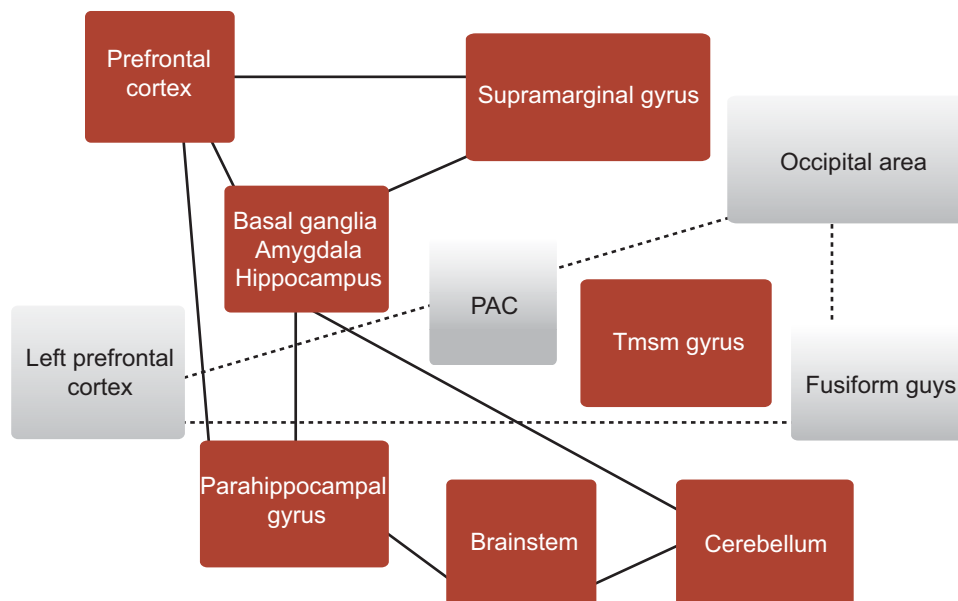 Prefrontal
cortex
Supramarginal gyrus
Occipital area
Basal ganglia
Amygdala
Hippocampus
PAC
Tmsm gyrus
Left prefrontal
cortex
Fusiform guys
Parahippocampal
gyrus
Brainstem
Cerebellum